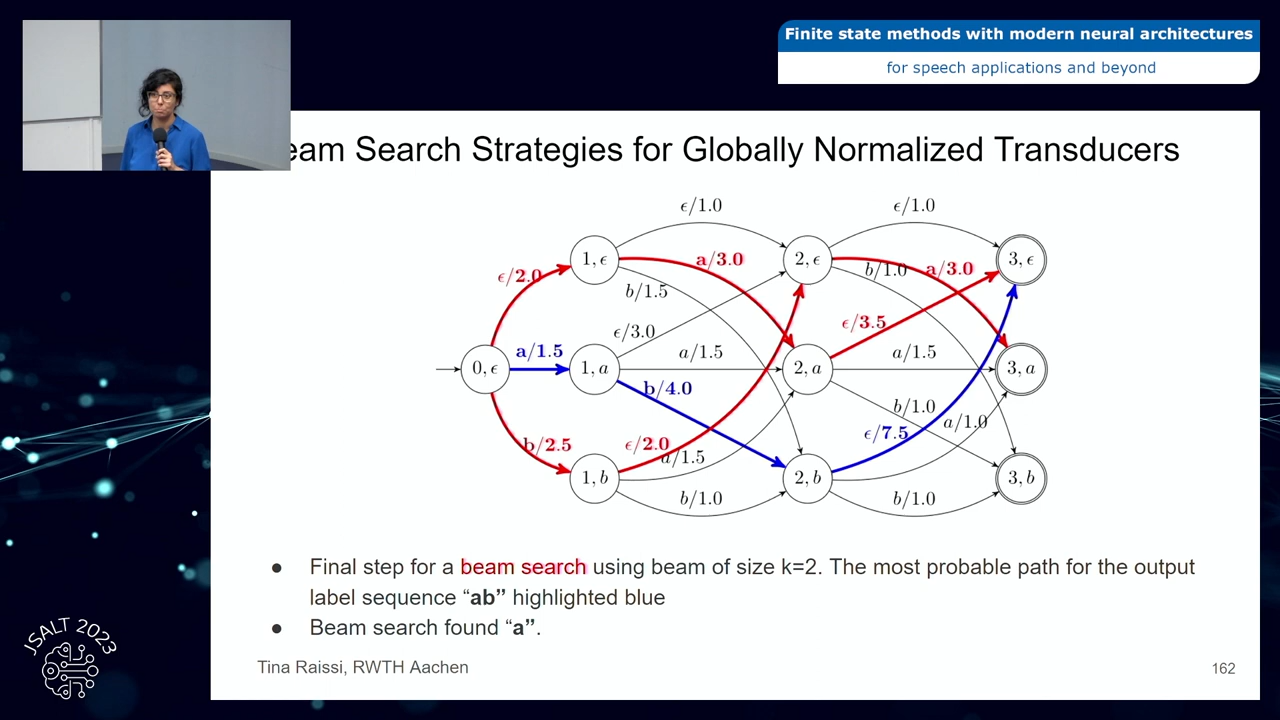 Finite state methods with modern neural architectures
for speech applications and beyond
eam Search Strategies for Globally Normalized Transducers
ϵ/1.0
ϵ/1.0
1, ϵ
2, ϵ
3, ϵ
ϵ/2.0
a/3.0
b/1.5
b/1.0
a/3.0
ϵ/3.0
ϵ/3.5
0, ϵ
a/1.5
1, a
a/1.5
2, a
a/1.5
3, a
b/4.0
b/1.0
a/1.0
b/2.5
ϵ/2.0
a/1.5
ϵ/7.5
1, b
b/1.0
2, b
b/1.0
3, b
● Final step for a beam search using beam of size k=2. The most probable path for the output
label sequence “ab” highlighted blue
● Beam search found “a”.
JSALT 2023
Tina Raissi, RWTH Aachen
162